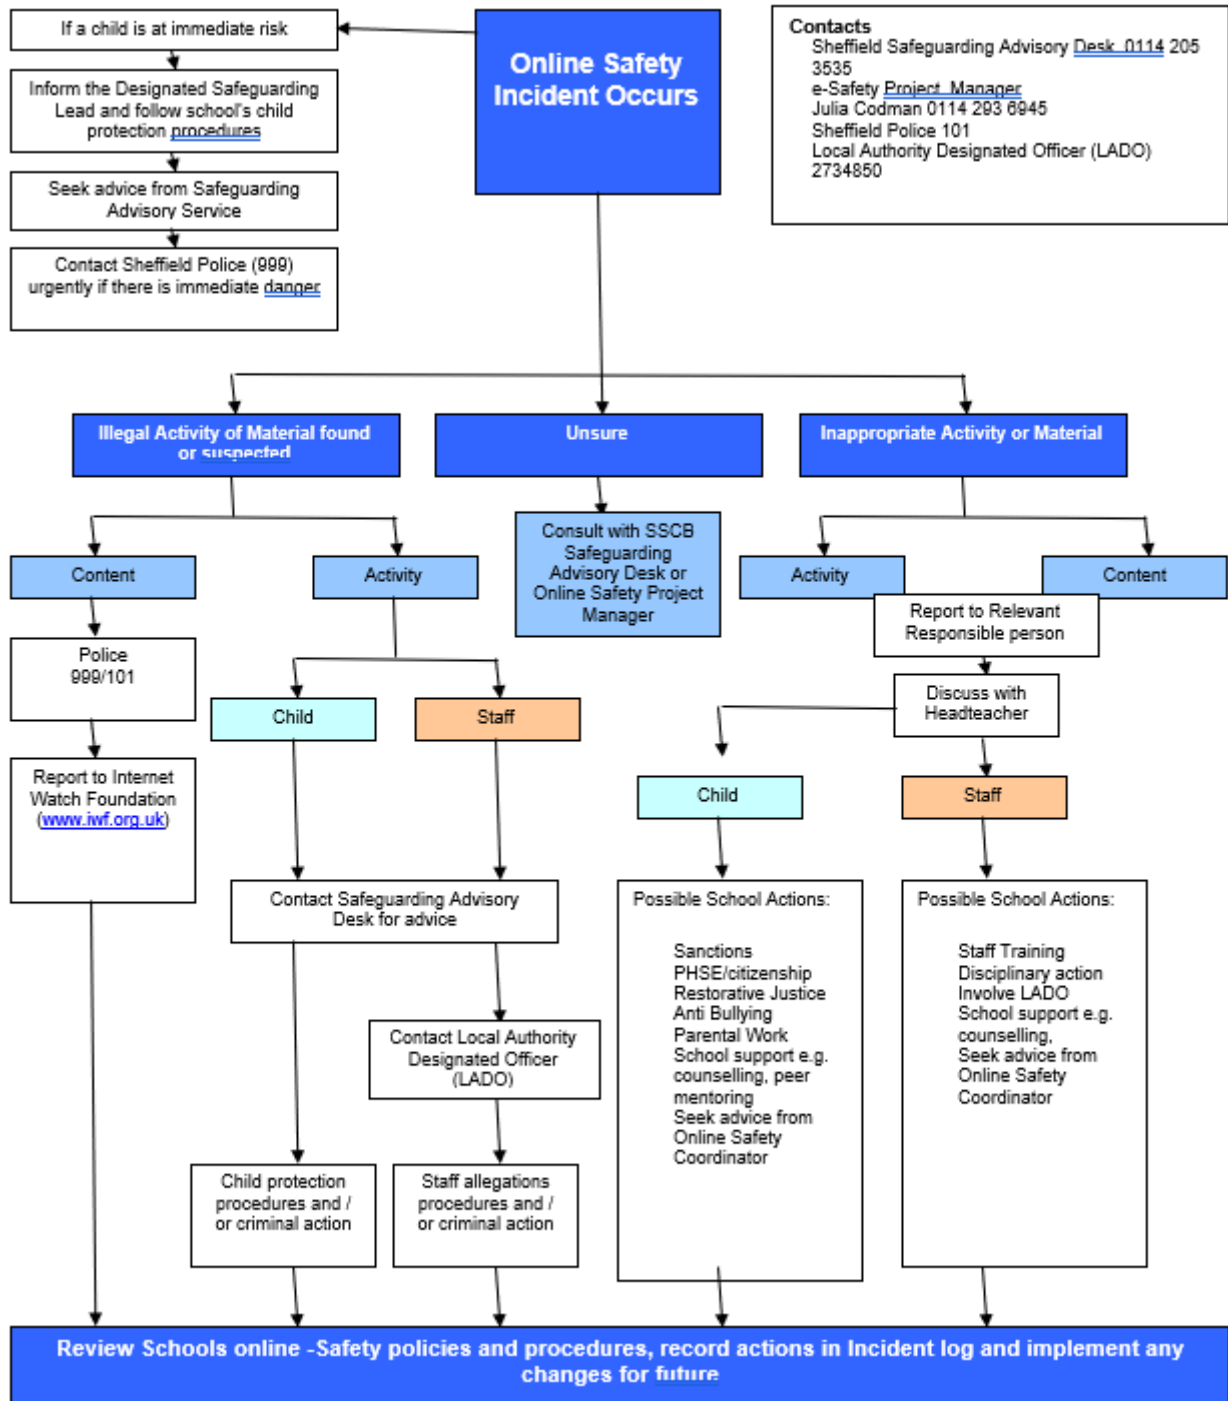 If a child is at immediate risk
Inform the Designated Safeguarding
Lead and follow school's child
protection procedures
Seek advice from Safeguarding
Advisory Service
Contact Sheffield Police (999)
urgently if there is immediate danger
Online Safety
Incident Occurs
Contacts
Sheffield Safeguarding Advisory Desk 0114 205
3535
e-Safety Project Manager
Julia Codman 0114 293 6945
Sheffield Police 101
Local Authority Designated Officer (LADO)
2734850
Illegal Activity of Material found
or suspected
Unsure
Inappropriate Activity or Material
Content
Activity
Consult with SSCB
Safeguarding
Advisory Desk or
Online Safety Project
Manager
Activity
Content
Police
999/101
Report to Relevant
Responsible person
Child
Staff
Discuss with
Headteacher
Report to Internet
Watch Foundation
(www.iwf.org.uk)
Child
Staff
Contact Safeguarding Advisory
Desk for advice
Contact Local Authority
Designated Officer
(LADO)
Child protection
procedures and /
or criminal action
Staff allegations
procedures and /
or criminal action
Possible School Actions:
Sanctions
PHSE/citizenship
Restorative Justice
Anti Bullying
Parental Work
School support e.g.
counselling, peer
mentoring
Seek advice from
Online Safety
Coordinator
Possible School Actions:
Staff Training
Disciplinary action
Involve LADO
School support e.g.
counselling,
Seek advice from
Online Safety
Coordinator
Review Schools online -Safety policies and procedures, record actions in Incident log and implement any
changes for future